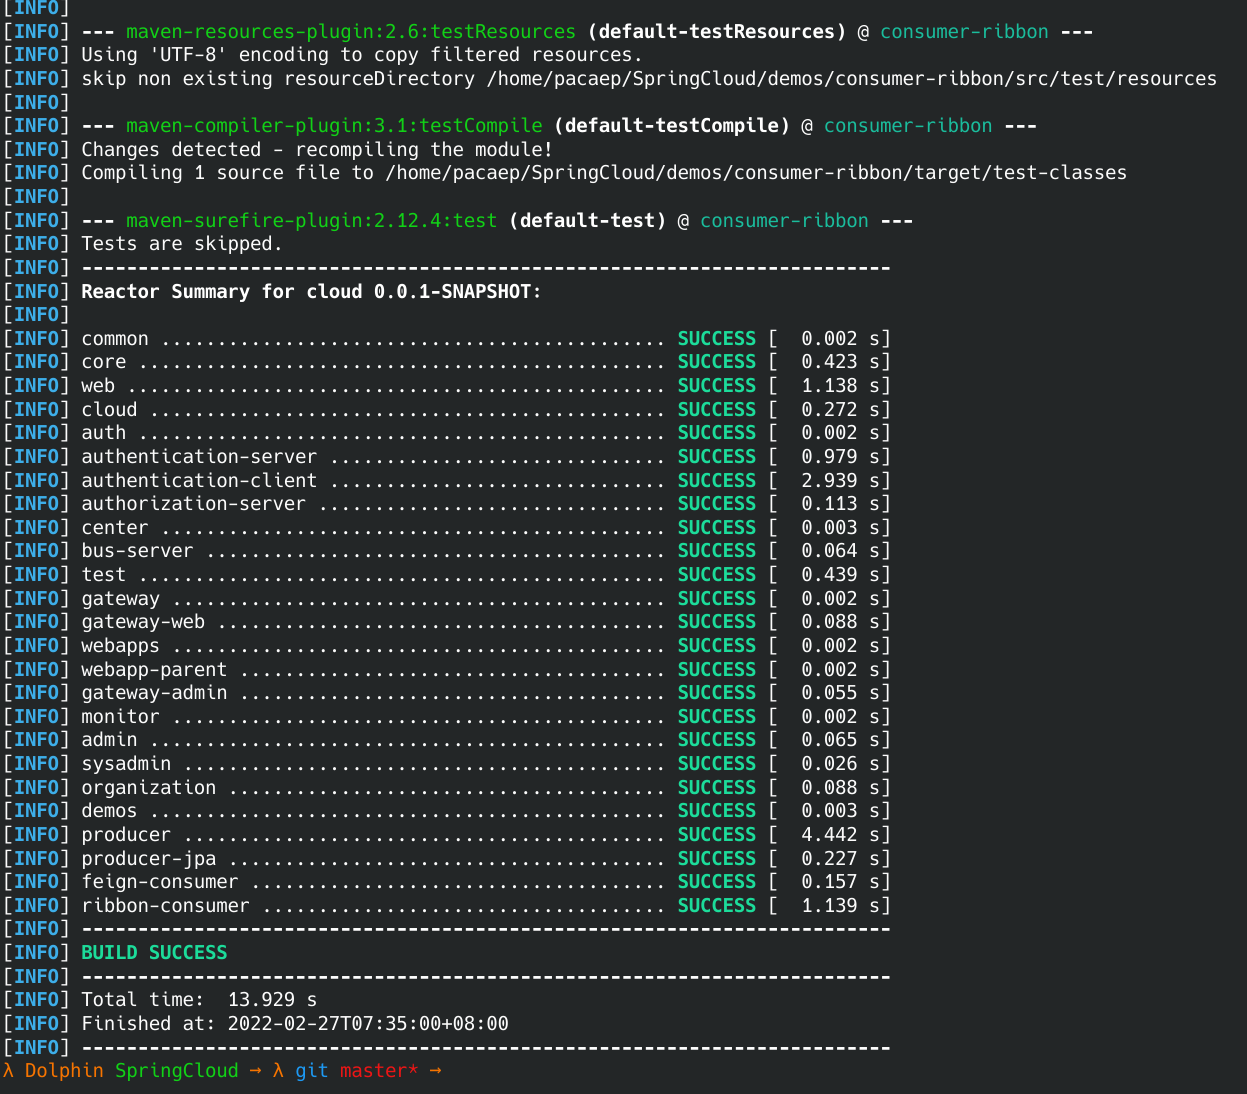 [INFO]
[INFO] --- maven-resources-plugin:2.6:testResources (default-testResources) @ consumer-ribbon ---
[INFO] Using 'UTF-8' encoding to copy filtered resources.
[INFO] skip non existing resourceDirectory /home/pacaep/SpringCloud/demos/consumer-ribbon/src/test/resources
[INFO]
[INFO] --- maven-compiler-plugin:3.1:testCompile (default-testCompile) @ consumer-ribbon ---
[INFO] Changes detected - recompiling the module!
[INFO] Compiling 1 source file to /home/pacaep/SpringCloud/demos/consumer-ribbon/target/test-classes
[INFO]
[INFO] --- maven-surefire-plugin:2.12.4:test (default-test) @ consumer-ribbon ---
[INFO] Tests are skipped.
[INFO] ------------------------------------------------------------------------
[INFO] Reactor Summary for cloud 0.0.1-SNAPSHOT:
[INFO]
[INFO] common ............................................. SUCCESS [  0.002 s]
[INFO] core ............................................... SUCCESS [  0.423 s]
[INFO] web ................................................ SUCCESS [  1.138 s]
[INFO] cloud .............................................. SUCCESS [  0.272 s]
[INFO] auth ............................................... SUCCESS [  0.002 s]
[INFO] authentication-server .............................. SUCCESS [  0.979 s]
[INFO] authentication-client .............................. SUCCESS [  2.939 s]
[INFO] authorization-server ............................... SUCCESS [  0.113 s]
[INFO] center ............................................. SUCCESS [  0.003 s]
[INFO] bus-server ......................................... SUCCESS [  0.064 s]
[INFO] test ............................................... SUCCESS [  0.439 s]
[INFO] gateway ............................................ SUCCESS [  0.002 s]
[INFO] gateway-web ........................................ SUCCESS [  0.088 s]
[INFO] webapps ............................................ SUCCESS [  0.002 s]
[INFO] webapp-parent ...................................... SUCCESS [  0.002 s]
[INFO] gateway-admin ...................................... SUCCESS [  0.055 s]
[INFO] monitor ............................................ SUCCESS [  0.002 s]
[INFO] admin .............................................. SUCCESS [  0.065 s]
[INFO] sysadmin ........................................... SUCCESS [  0.026 s]
[INFO] organization ....................................... SUCCESS [  0.088 s]
[INFO] demos .............................................. SUCCESS [  0.003 s]
[INFO] producer ........................................... SUCCESS [  4.442 s]
[INFO] producer-jpa ....................................... SUCCESS [  0.227 s]
[INFO] feign-consumer ..................................... SUCCESS [  0.157 s]
[INFO] ribbon-consumer .................................... SUCCESS [  1.139 s]
[INFO] ------------------------------------------------------------------------
[INFO] BUILD SUCCESS
[INFO] ------------------------------------------------------------------------
[INFO] Total time:  13.929 s
[INFO] Finished at: 2022-02-27T07:35:00+08:00
[INFO] ------------------------------------------------------------------------
λ Dolphin SpringCloud → λ git master* →